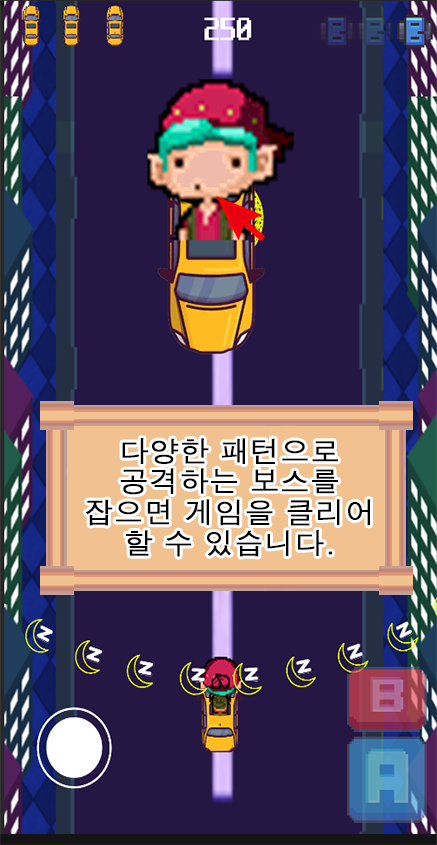 250
B B B
다양한 패턴으로
공격하는 보스를
잡으면 게임을 클리어
할 수 있습니다.
Z Z Z Z Z Z Z Z
B
A